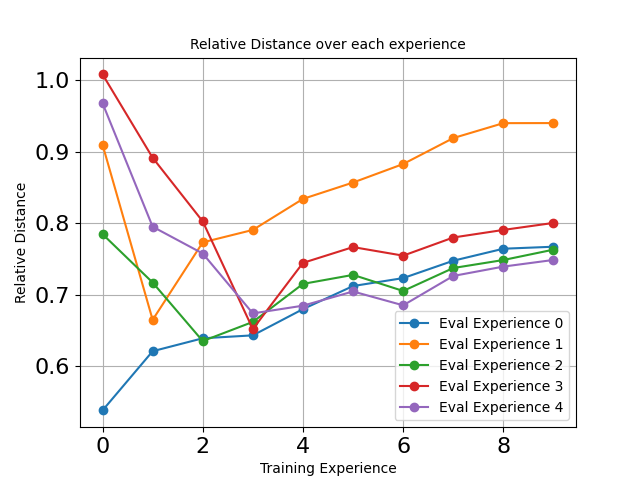 Relative Distance over each experience
Relative Distance
1.0
0.9
0.8
0.7
0.6
0 2 4 6 8
Training Experience
Eval Experience 0
Eval Experience 1
Eval Experience 2
Eval Experience 3
Eval Experience 4